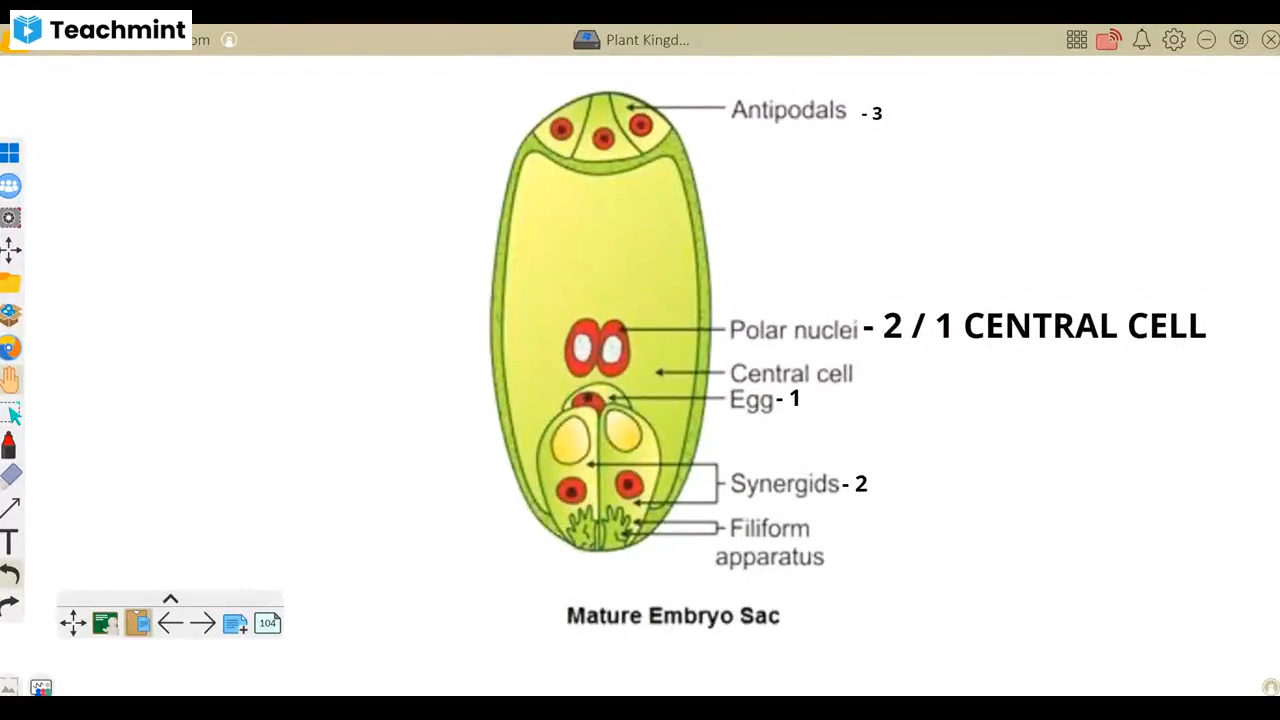 Teachmint
om
Plant Kingd...
Antipodals - 3
Polar nuclei - 2 / 1 CENTRAL CELL
Central cell
Egg - 1
Synergids - 2
Filiform
apparatus
104
Mature Embryo Sac